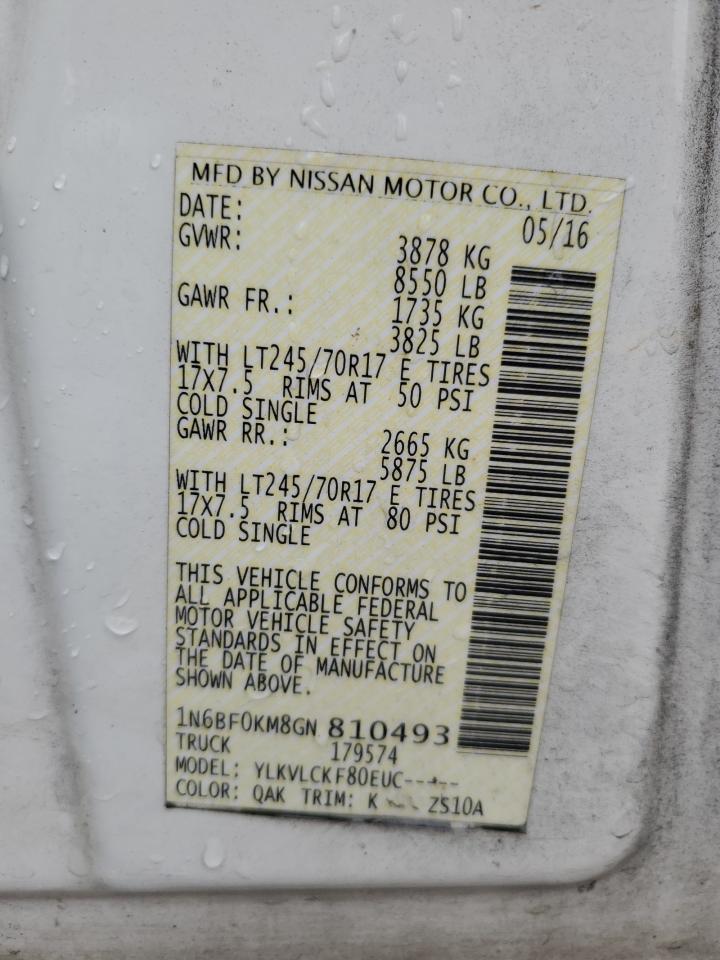 MFD BY NISSAN MOTOR CO., LTD.
DATE: 05/16
GVWR: 3878 KG
8550 LB
GAWR FR.: 1735 KG
3825 LB
WITH LT245/70R17 E TIRES
17X7.5 RIMS AT 50 PSI
COLD SINGLE
GAWR RR.: 2665 KG
5875 LB
WITH LT245/70R17 E TIRES
17X7.5 RIMS AT 80 PSI
COLD SINGLE
THIS VEHICLE CONFORMS TO
ALL APPLICABLE FEDERAL
MOTOR VEHICLE SAFETY
STANDARDS IN EFFECT ON
THE DATE OF MANUFACTURE
SHOWN ABOVE.
1N6BF0KM8GN 810493
TRUCK 179574
MODEL: YLKVLCKF80EUC-----
COLOR: QAK TRIM: K ZS10A